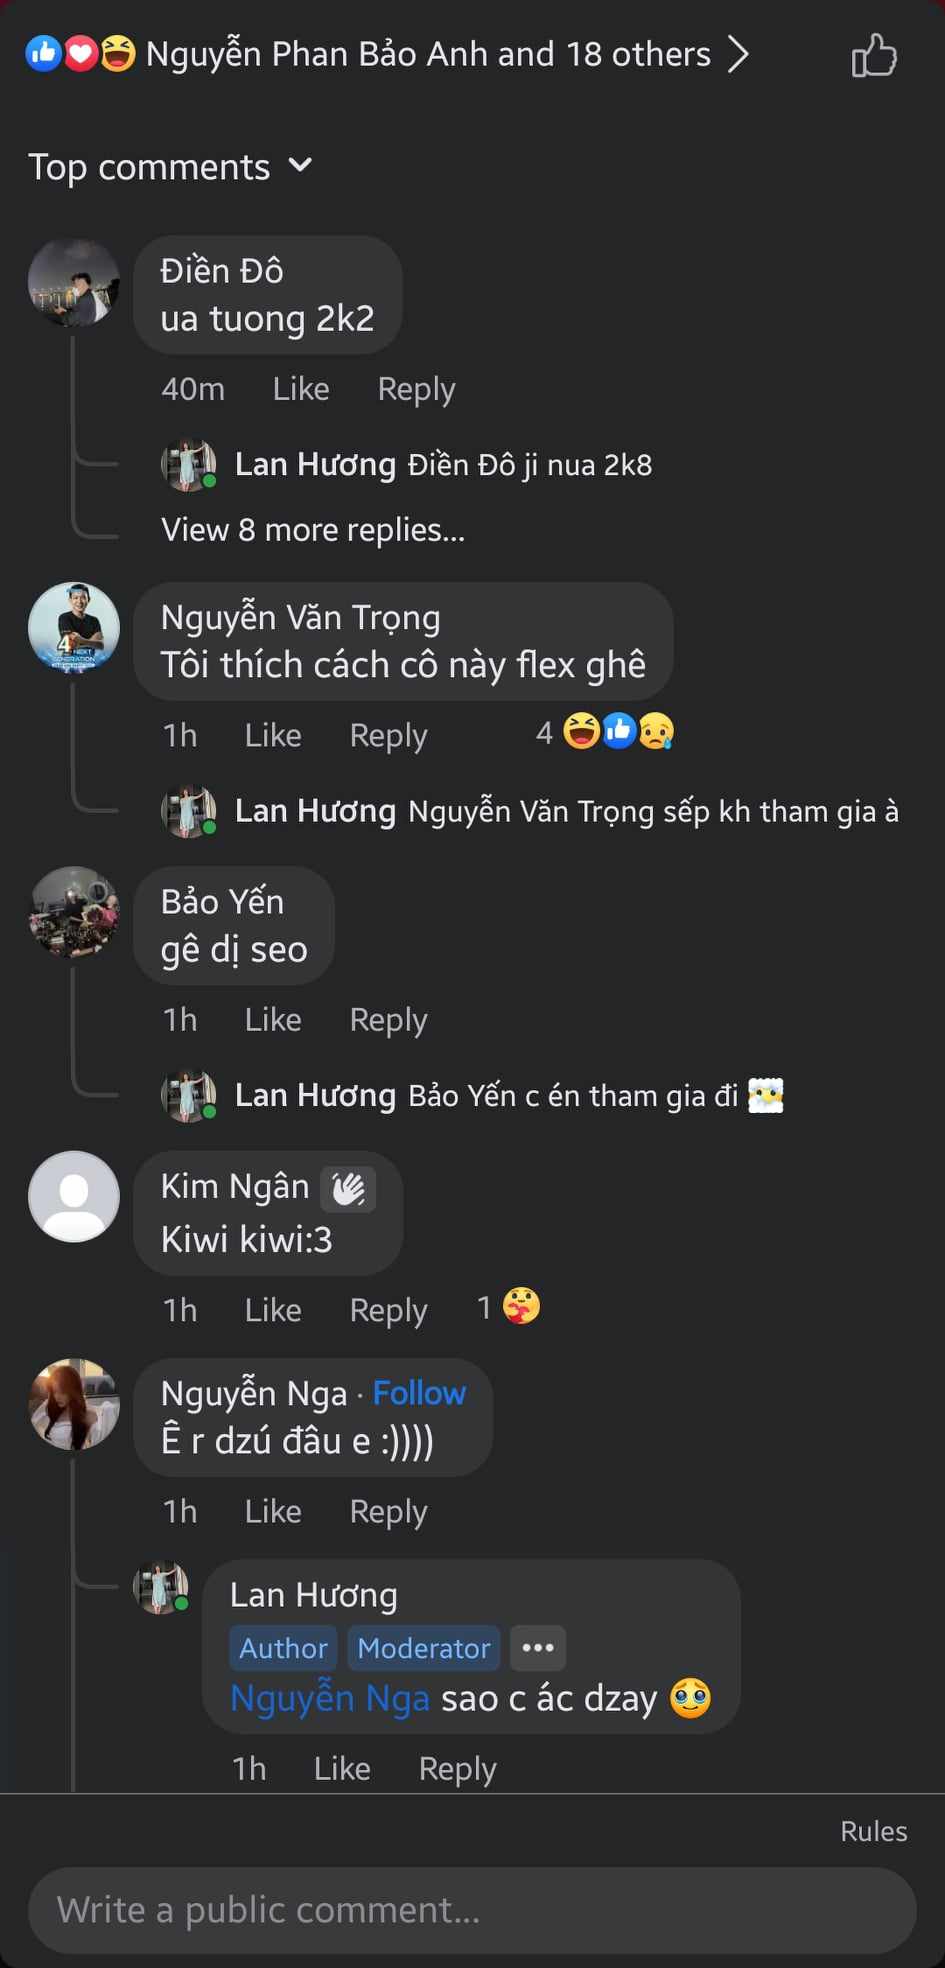 Nguyễn Phan Bảo Anh and 18 others
Top comments
Điền Đô
ua tuong 2k2
40m Like Reply
Lan Hương Điền Đô ji nua 2k8
View 8 more replies...
4
NEXT
GENERATION
Nguyễn Văn Trọng
Tôi thích cách cô này flex ghê
1h Like Reply 4 😆👍😥
Lan Hương Nguyễn Văn Trọng sếp kh tham gia à
Bảo Yến
gê dị seo
1h Like Reply
Lan Hương Bảo Yến c én tham gia đi 😶‍🌫️
Kim Ngân 👋
Kiwi kiwi:3
1h Like Reply 1
Nguyễn Nga · Follow
Ê r dzú đâu e :))))
1h Like Reply
Lan Hương
Author Moderator •••
Nguyễn Nga sao c ác dzay 🥹
1h Like Reply
Rules
Write a public comment...